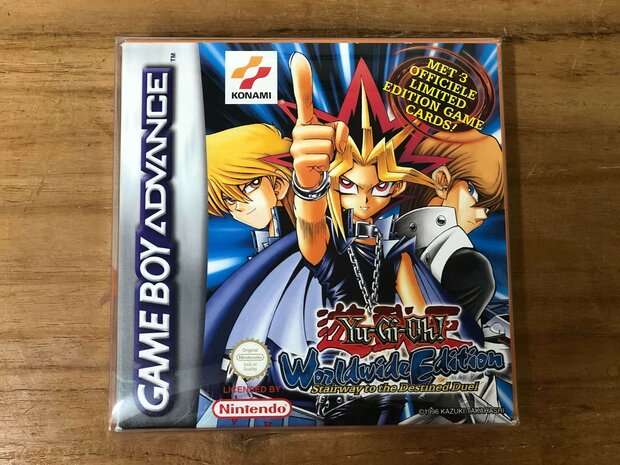 GAME BOY ADVANCE™
KONAMI
MET 3
OFFICIELE
LIMITED
EDITION GAME
CARDS!
Yu-Gi-Oh!
Worldwide Edition
Stairway to the Destined Duel
Original
Nintendo
Seal of
Quality
LICENSED BY
Nintendo
©1996 KAZUKI TAKAHASHI